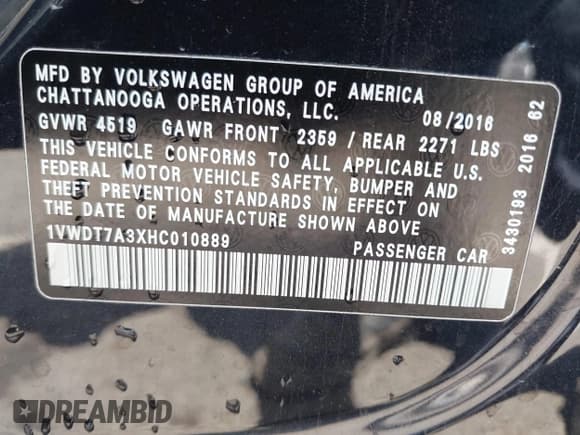 MFD BY VOLKSWAGEN GROUP OF AMERICA
CHATTANOOGA OPERATIONS, LLC. 08/2016
GVWR 4519 GAWR FRONT 2359 / REAR 2271 LBS
THIS VEHICLE CONFORMS TO ALL APPLICABLE U.S.
FEDERAL MOTOR VEHICLE SAFETY, BUMPER AND
THEFT PREVENTION STANDARDS IN EFFECT ON
THE DATE OF MANUFACTURE SHOWN ABOVE
1VWDT7A3XHC010889 PASSENGER CAR
3430193 2016 62
DREAMBID